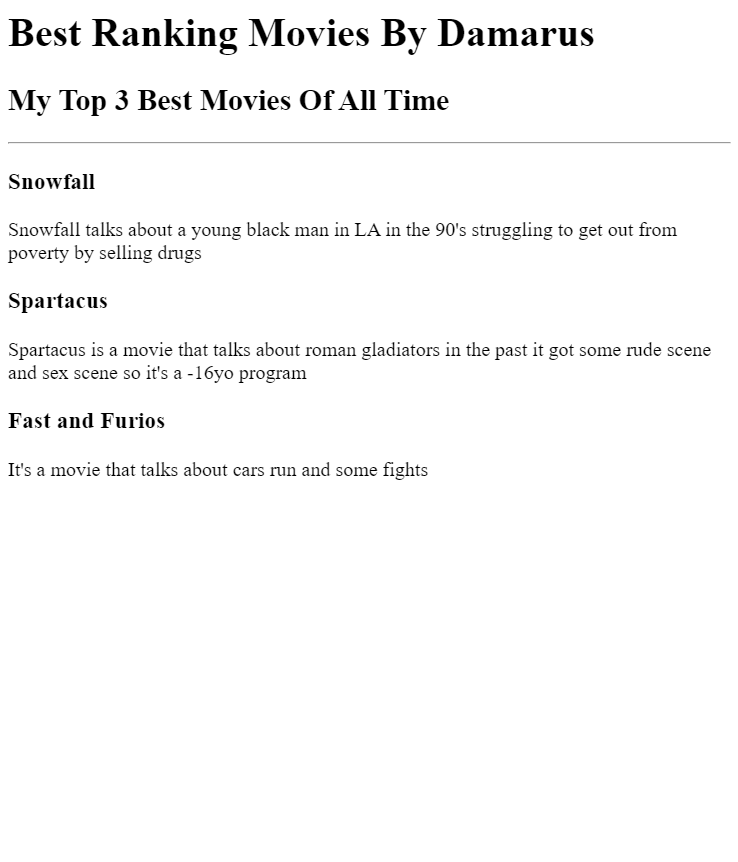 Best Ranking Movies By Damarus
My Top 3 Best Movies Of All Time
Snowfall
Snowfall talks about a young black man in LA in the 90's struggling to get out from
poverty by selling drugs
Spartacus
Spartacus is a movie that talks about roman gladiators in the past it got some rude scene
and sex scene so it's a -16yo program
Fast and Furios
It's a movie that talks about cars run and some fights